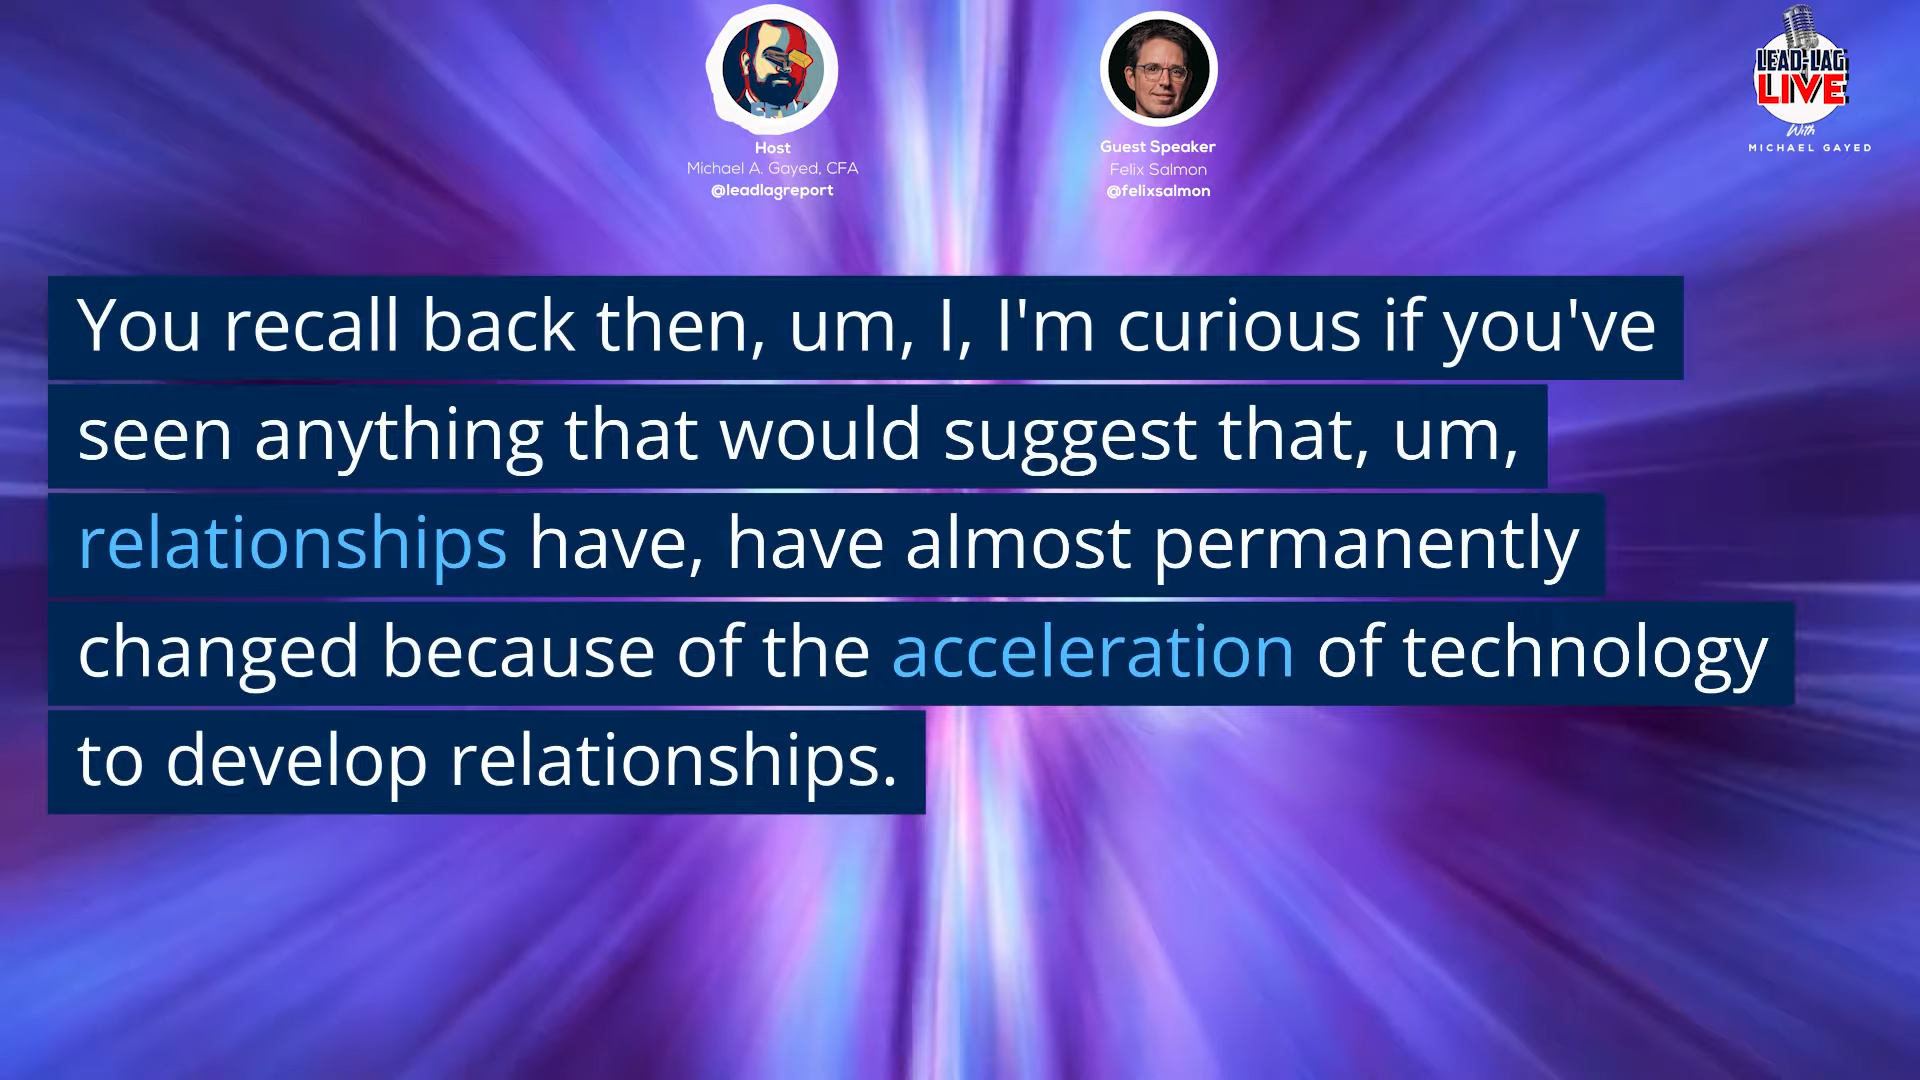 Host
Michael A. Gayed, CFA
@leadlagreport
Guest Speaker
Felix Salmon
@felixsalmon
LEAD-LAG
LIVE
With
MICHAEL GAYED
You recall back then, um, I, I'm curious if you've
seen anything that would suggest that, um,
relationships have, have almost permanently
changed because of the acceleration of technology
to develop relationships.